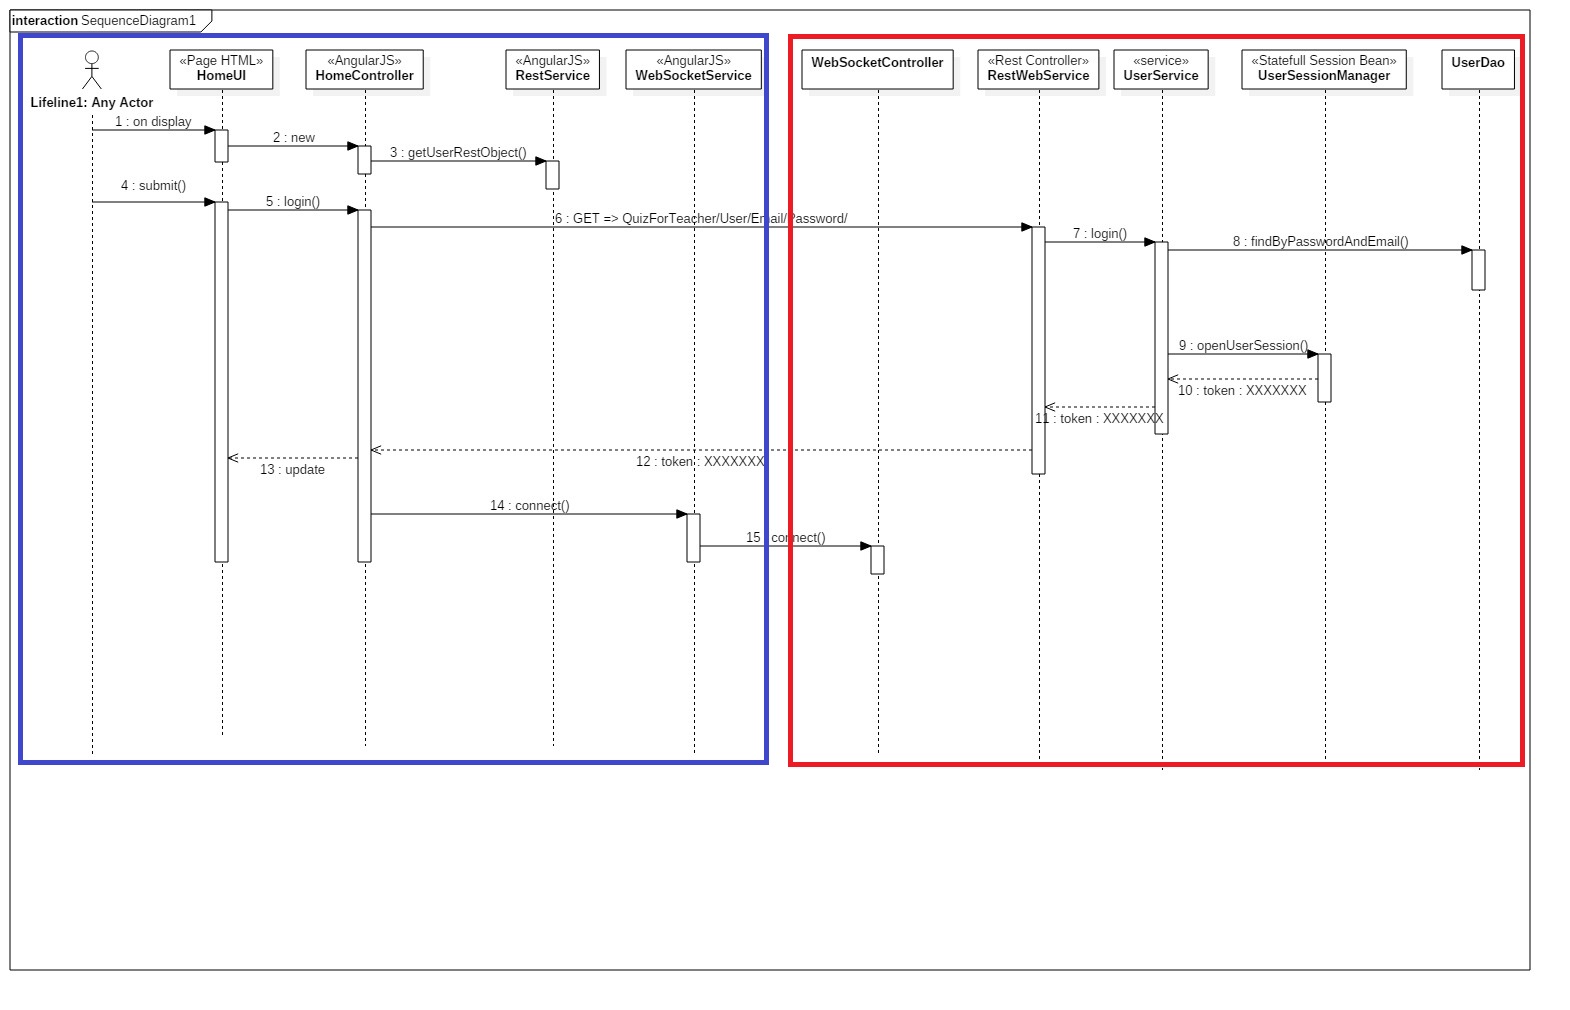 interaction SequenceDiagram1
Lifeline1: Any Actor
«Page HTML»
HomeUI
«AngularJS»
HomeController
«AngularJS»
RestService
«AngularJS»
WebSocketService
WebSocketController
«Rest Controller»
RestWebService
«service»
UserService
«Statefull Session Bean»
UserSessionManager
UserDao
1 : on display
2 : new
3 : getUserRestObject()
4 : submit()
5 : login()
6 : GET => QuizForTeacher/User/Email/Password/
7 : login()
8 : findByPasswordAndEmail()
9 : openUserSession()
10 : token : XXXXXXX
11 : token : XXXXXXX
12 : token : XXXXXXX
13 : update
14 : connect()
15 : connect()